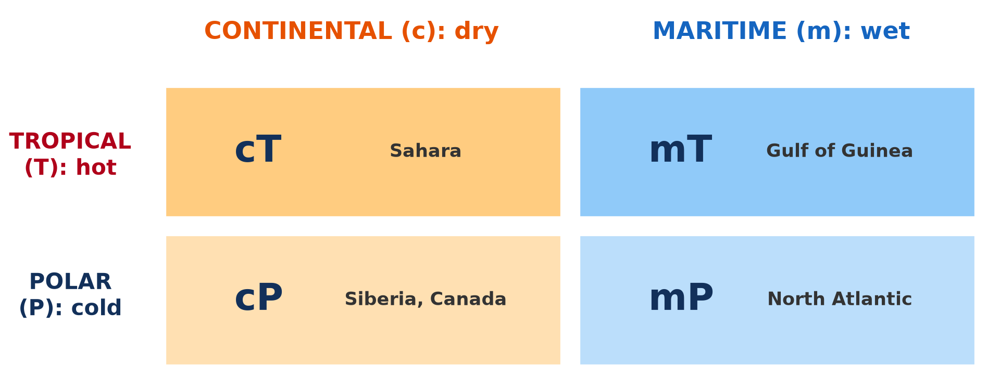 CONTINENTAL (c): dry
MARITIME (m): wet
TROPICAL
(T): hot
cT
Sahara
mT
Gulf of Guinea
POLAR
(P): cold
cP
Siberia, Canada
mP
North Atlantic